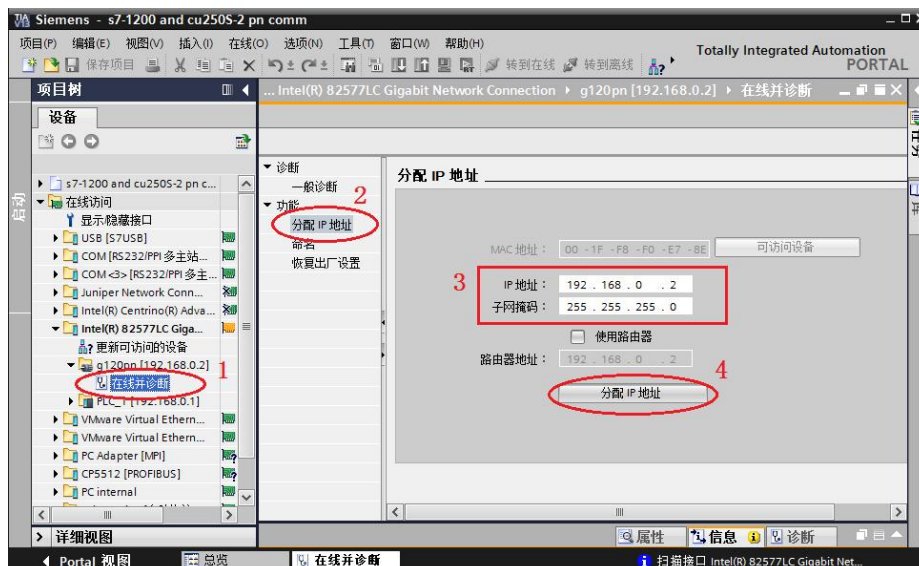 Siemens - s7-1200 and cu250S-2 pn comm
项目(P) 编辑(E) 视图(V) 插入(I) 在线(O) 选项(N) 工具(T) 窗口(W) 帮助(H)
Totally Integrated Automation
PORTAL
保存项目 转到在线 转到离线
项目树
... Intel(R) 82577LC Gigabit Network Connection g120pn [192.168.0.2] 在线并诊断
设备
启动
s7-1200 and cu250S-2 pn c...
在线访问
显示/隐藏接口
USB [S7USB]
COM [RS232/PPI 多主站...
COM <3> [RS232/PPI 多主...
Juniper Network Conn...
Intel(R) Centrino(R) Adva...
Intel(R) 82577LC Giga...
更新可访问的设备
g120pn [192.168.0.2]
在线并诊断
1
PLC_1 [192.168.0.1]
VMware Virtual Ethern...
VMware Virtual Ethern...
PC Adapter [MPI]
CP5512 [PROFIBUS]
PC internal
详细视图
诊断
一般诊断
2
功能
分配 IP 地址
命名
恢复出厂设置
分配 IP 地址
MAC 地址： 00 -1F -F8 -F0 -E7 -8E 可访问设备
3
IP 地址： 192 . 168 . 0 . 2
子网掩码： 255 . 255 . 255 . 0
使用路由器
路由器地址： 192 . 168 . 0 . 2
4
分配 IP 地址
属性 信息 诊断
Portal 视图 总览 在线并诊断 扫描接口 Intel(R) 82577LC Gigabit Net...